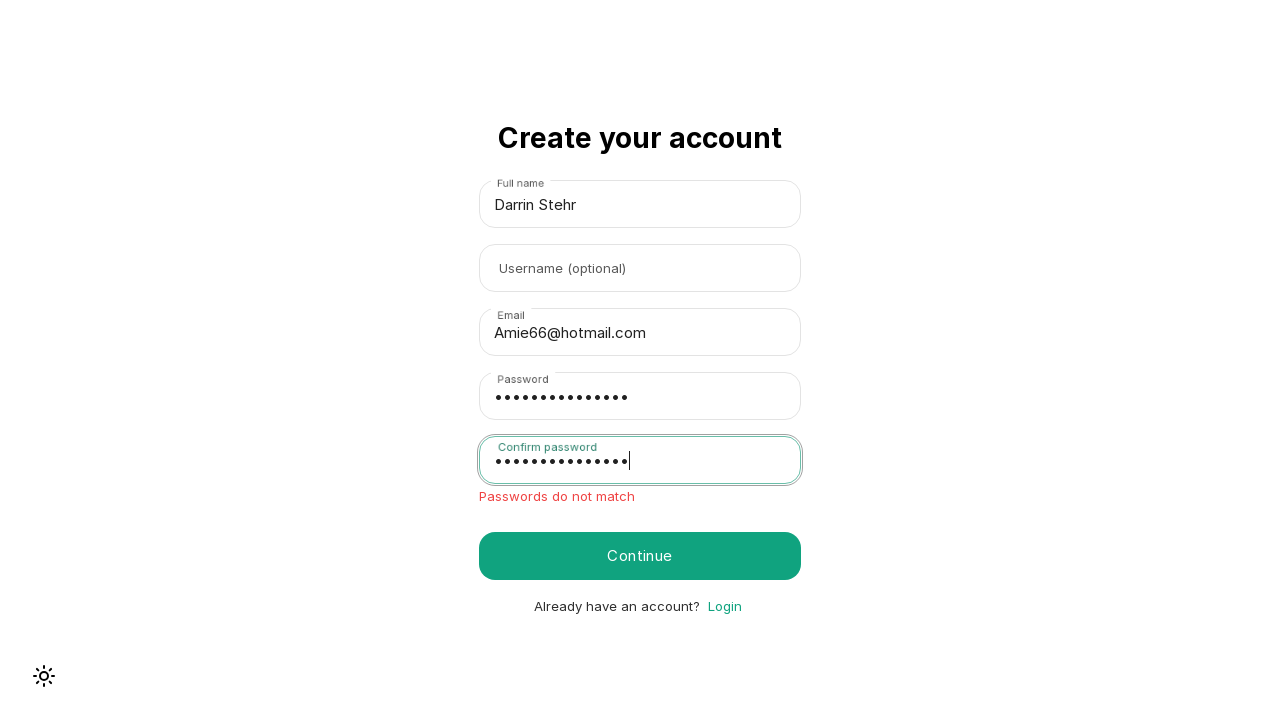 Create your account
Full name
Darrin Stehr
Username (optional)
Email
Amie66@hotmail.com
Password
•••••••••••••••
Confirm password
•••••••••••••••
Passwords do not match
Continue
Already have an account? Login